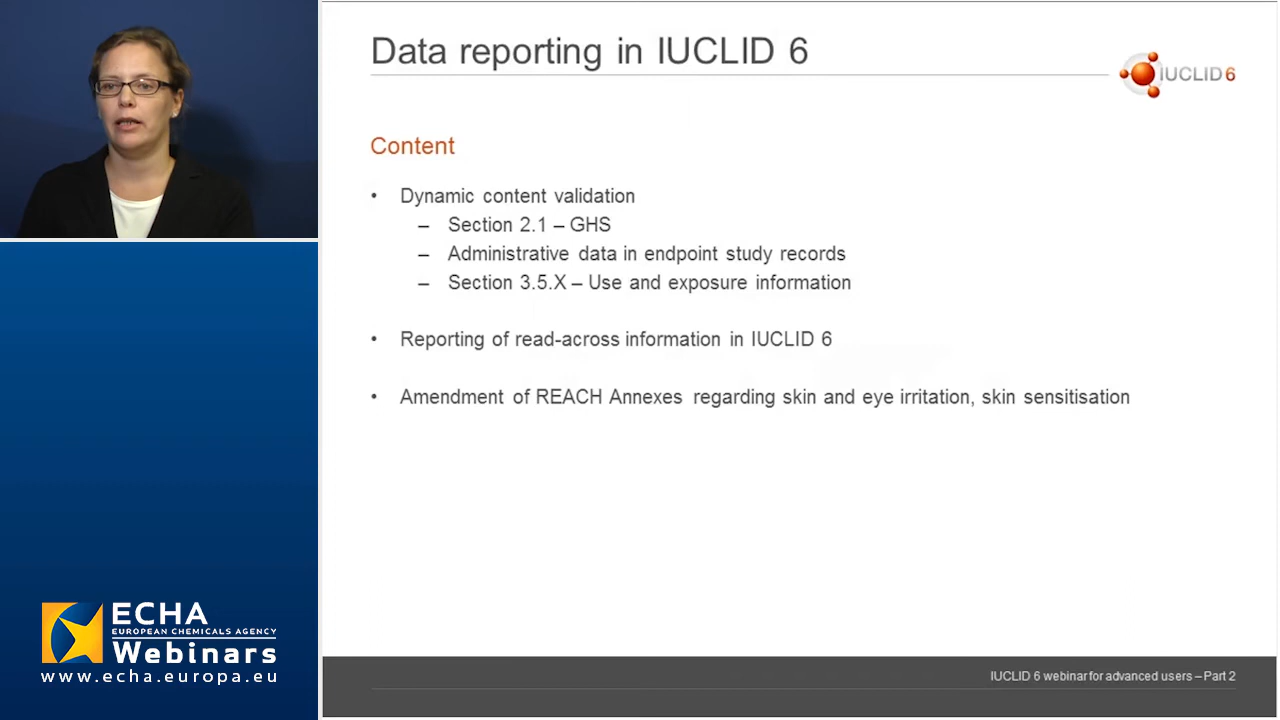 Data reporting in IUCLID 6
IUCLID 6
Content
• Dynamic content validation
– Section 2.1 – GHS
– Administrative data in endpoint study records
– Section 3.5.X – Use and exposure information
• Reporting of read-across information in IUCLID 6
• Amendment of REACH Annexes regarding skin and eye irritation, skin sensitisation
ECHA
EUROPEAN CHEMICALS AGENCY
Webinars
www.echa.europa.eu
IUCLID 6 webinar for advanced users – Part 2